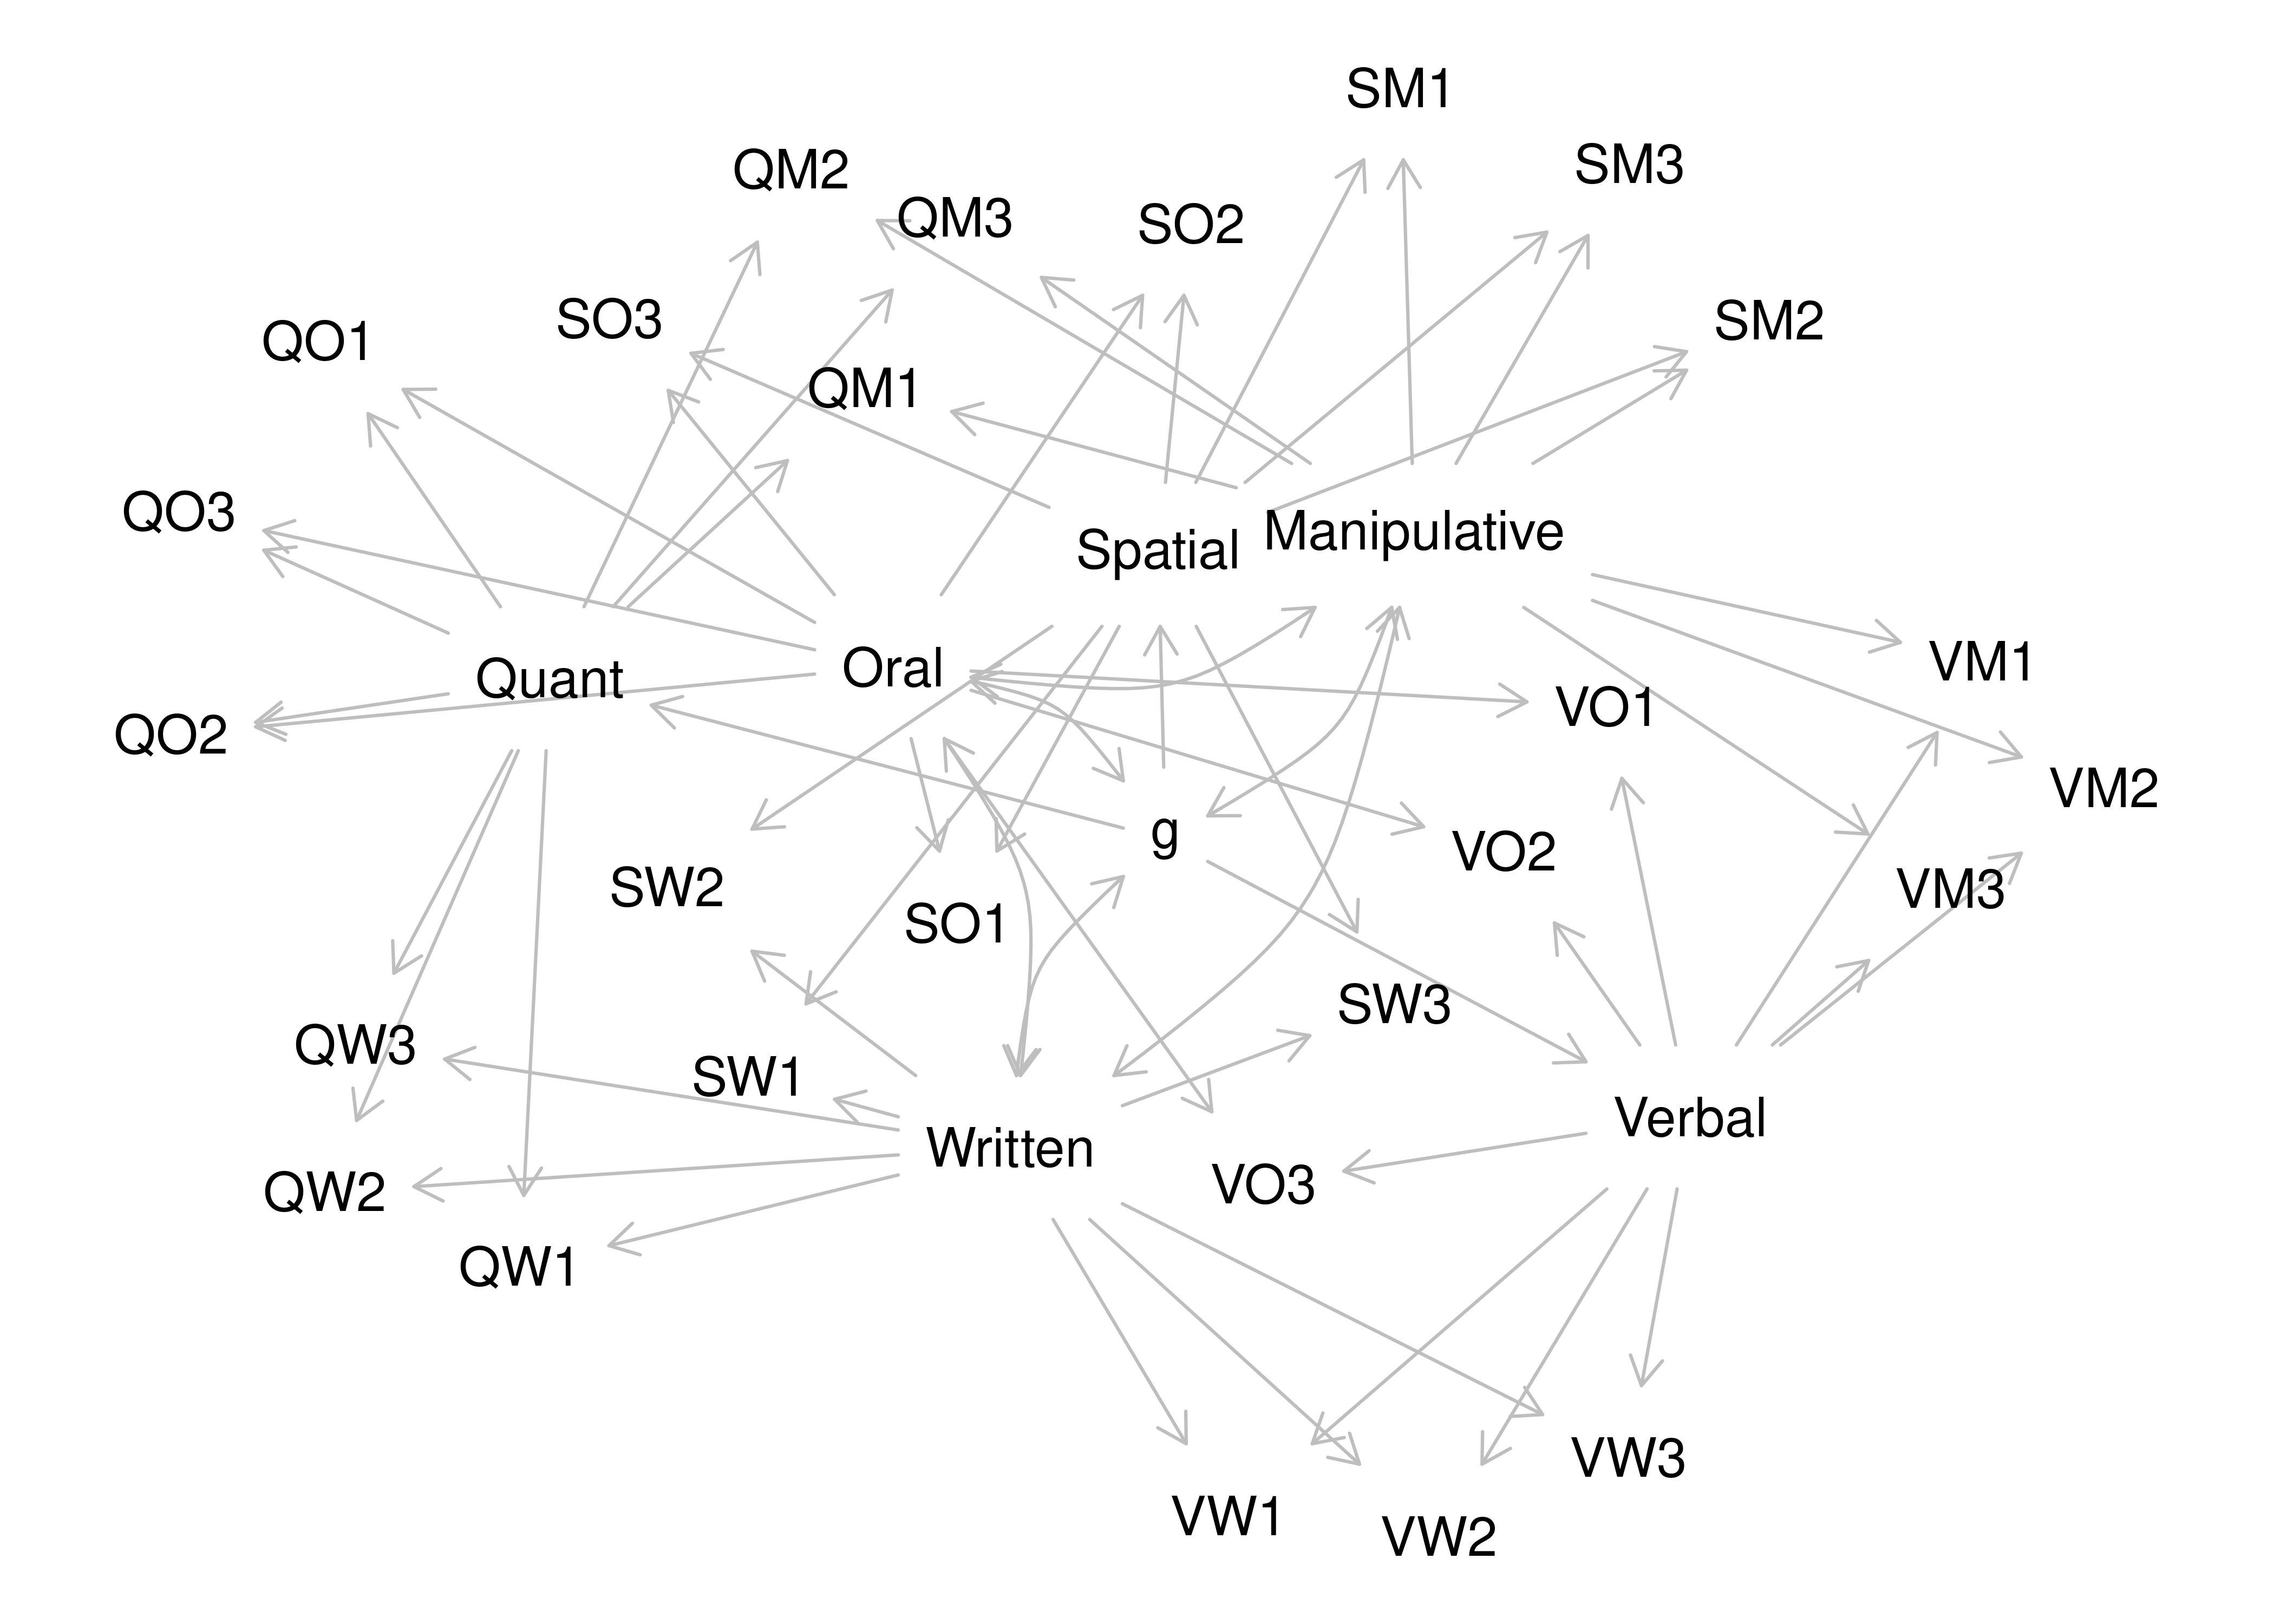 SM1
SM3
QM2
QM3
SO2
SO3
SM2
QO1
QM1
QO3
Manipulative
Spatial
Oral
VM1
Quant
VO1
QO2
VM2
g
VO2
SW2
VM3
SO1
SW3
QW3
SW1
Verbal
Written
VO3
QW2
QW1
VW3
VW1
VW2